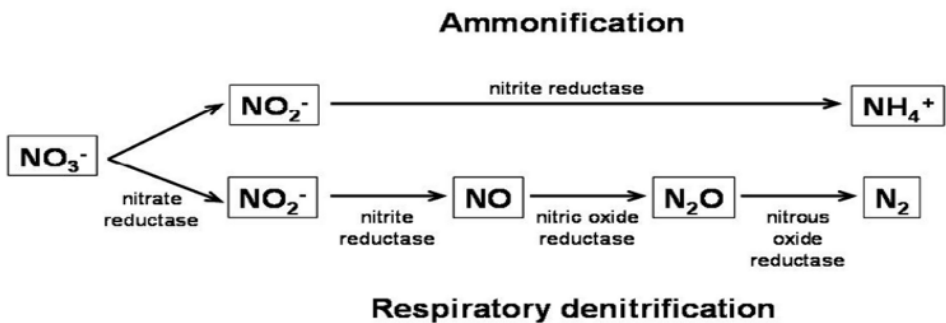 Ammonification
nitrite reductase
NO₂⁻
NH₄⁺
NO₃⁻
nitrate
reductase
NO₂⁻
nitrite
reductase
NO
nitric oxide
reductase
N₂O
nitrous
oxide
reductase
N₂
Respiratory denitrification